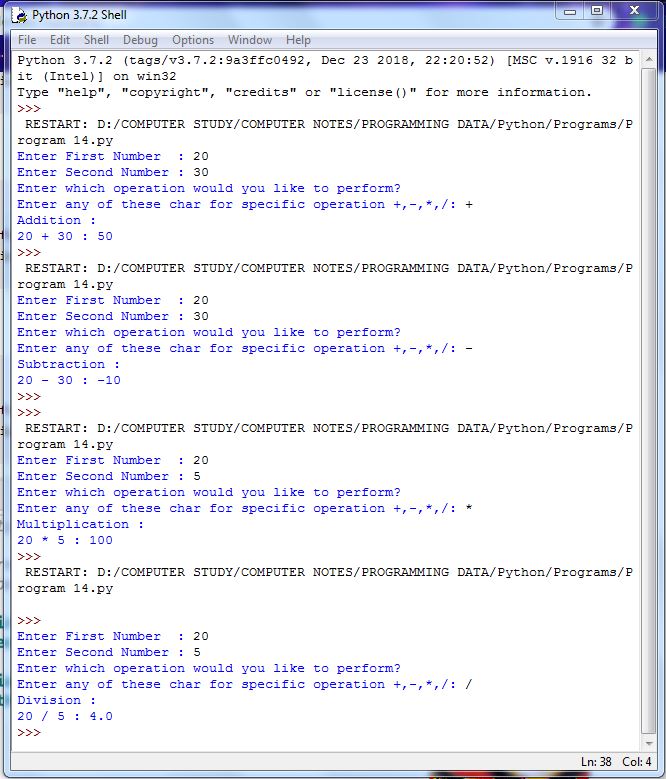 Python 3.7.2 Shell
File Edit Shell Debug Options Window Help
Python 3.7.2 (tags/v3.7.2:9a3ffc0492, Dec 23 2018, 22:20:52) [MSC v.1916 32 b
it (Intel)] on win32
Type "help", "copyright", "credits" or "license()" for more information.
>>>
RESTART: D:/COMPUTER STUDY/COMPUTER NOTES/PROGRAMMING DATA/Python/Programs/P
rogram 14.py
Enter First Number  : 20
Enter Second Number : 30
Enter which operation would you like to perform?
Enter any of these char for specific operation +,-,*,/: +
Addition :
20 + 30 : 50
>>>
RESTART: D:/COMPUTER STUDY/COMPUTER NOTES/PROGRAMMING DATA/Python/Programs/P
rogram 14.py
Enter First Number  : 20
Enter Second Number : 30
Enter which operation would you like to perform?
Enter any of these char for specific operation +,-,*,/: -
Subtraction :
20 - 30 : -10
>>>
>>>
RESTART: D:/COMPUTER STUDY/COMPUTER NOTES/PROGRAMMING DATA/Python/Programs/P
rogram 14.py
Enter First Number  : 20
Enter Second Number : 5
Enter which operation would you like to perform?
Enter any of these char for specific operation +,-,*,/: *
Multiplication :
20 * 5 : 100
>>>
RESTART: D:/COMPUTER STUDY/COMPUTER NOTES/PROGRAMMING DATA/Python/Programs/P
rogram 14.py
>>>
Enter First Number  : 20
Enter Second Number : 5
Enter which operation would you like to perform?
Enter any of these char for specific operation +,-,*,/: /
Division :
20 / 5 : 4.0
>>>
Ln: 38 Col: 4